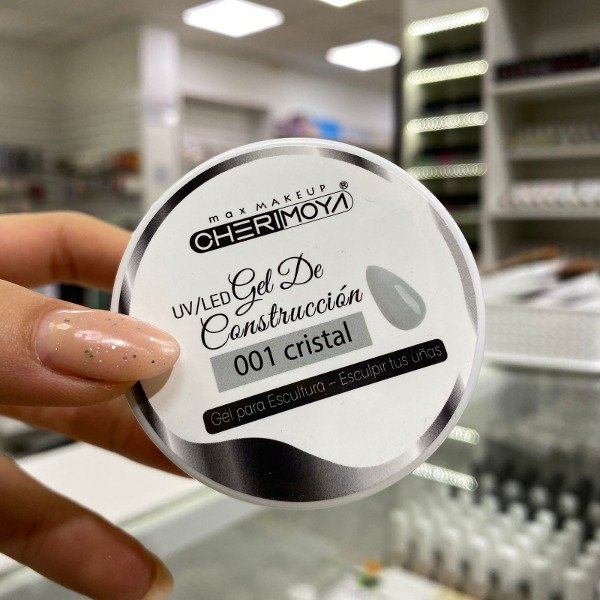 max MAKEUP ®
CHERIMOYA
UV/LED Gel De
Construcción
001 cristal
Gel para Escultura – Esculpir tus uñas